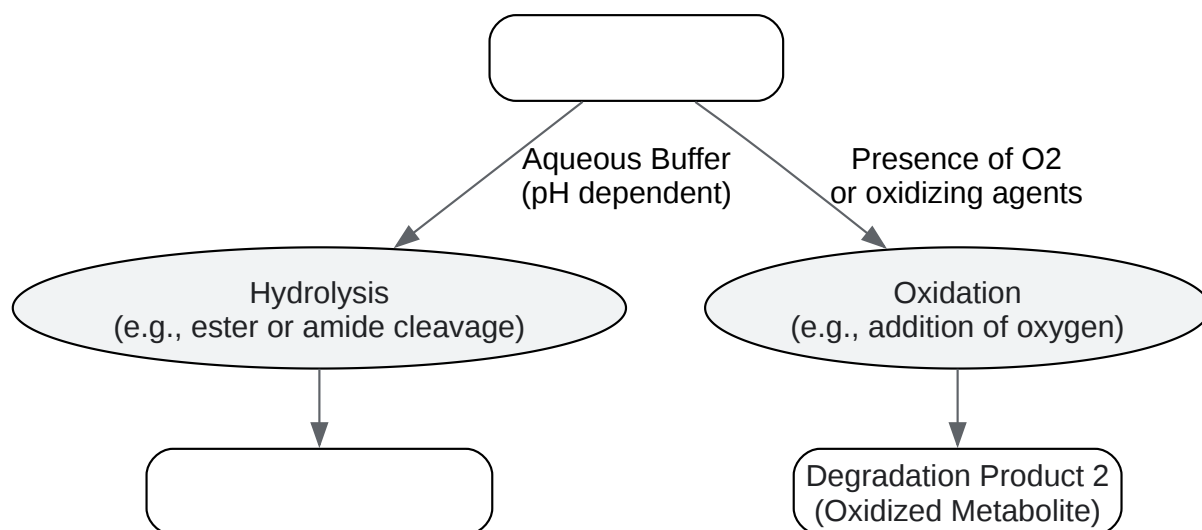 Aqueous Buffer
(pH dependent)
Presence of O2
or oxidizing agents
Hydrolysis
(e.g., ester or amide cleavage)
Oxidation
(e.g., addition of oxygen)
Degradation Product 2
(Oxidized Metabolite)